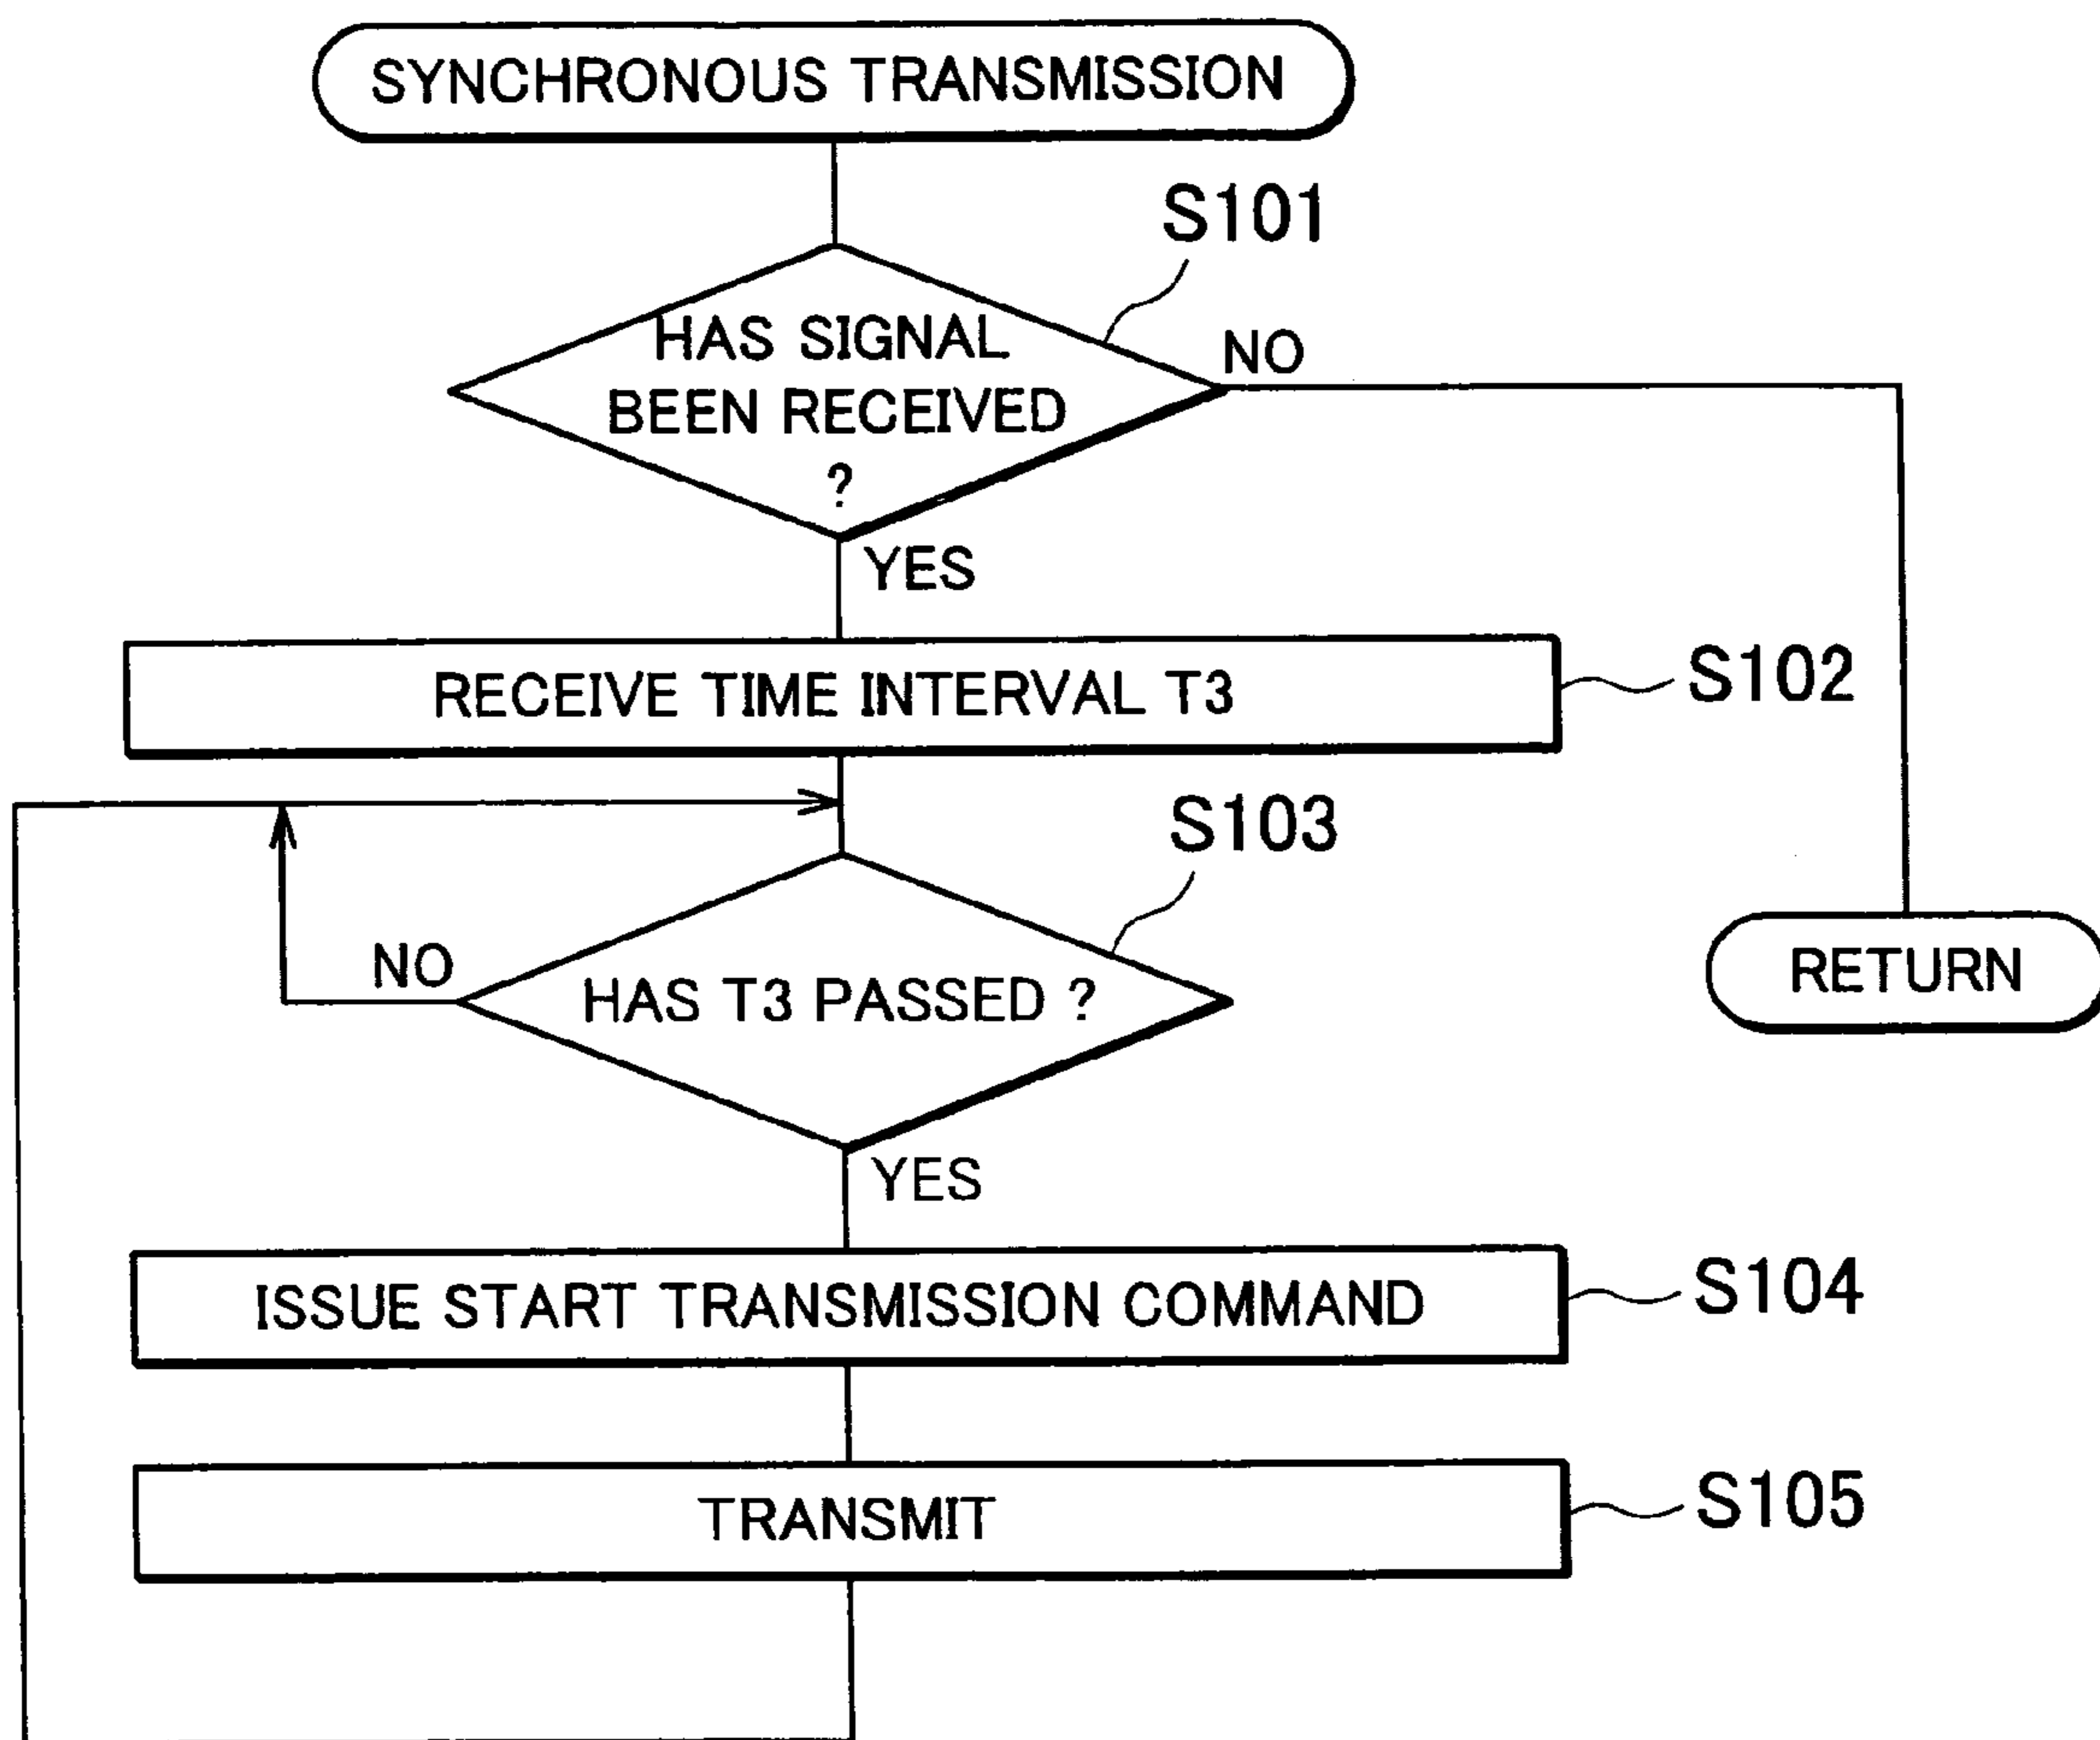 SYNCHRONOUS TRANSMISSION
S101
HAS SIGNAL
BEEN RECEIVED
?
NO
YES
RECEIVE TIME INTERVAL T3
S102
S103
NO
HAS T3 PASSED ?
RETURN
YES
ISSUE START TRANSMISSION COMMAND
S104
TRANSMIT
S105